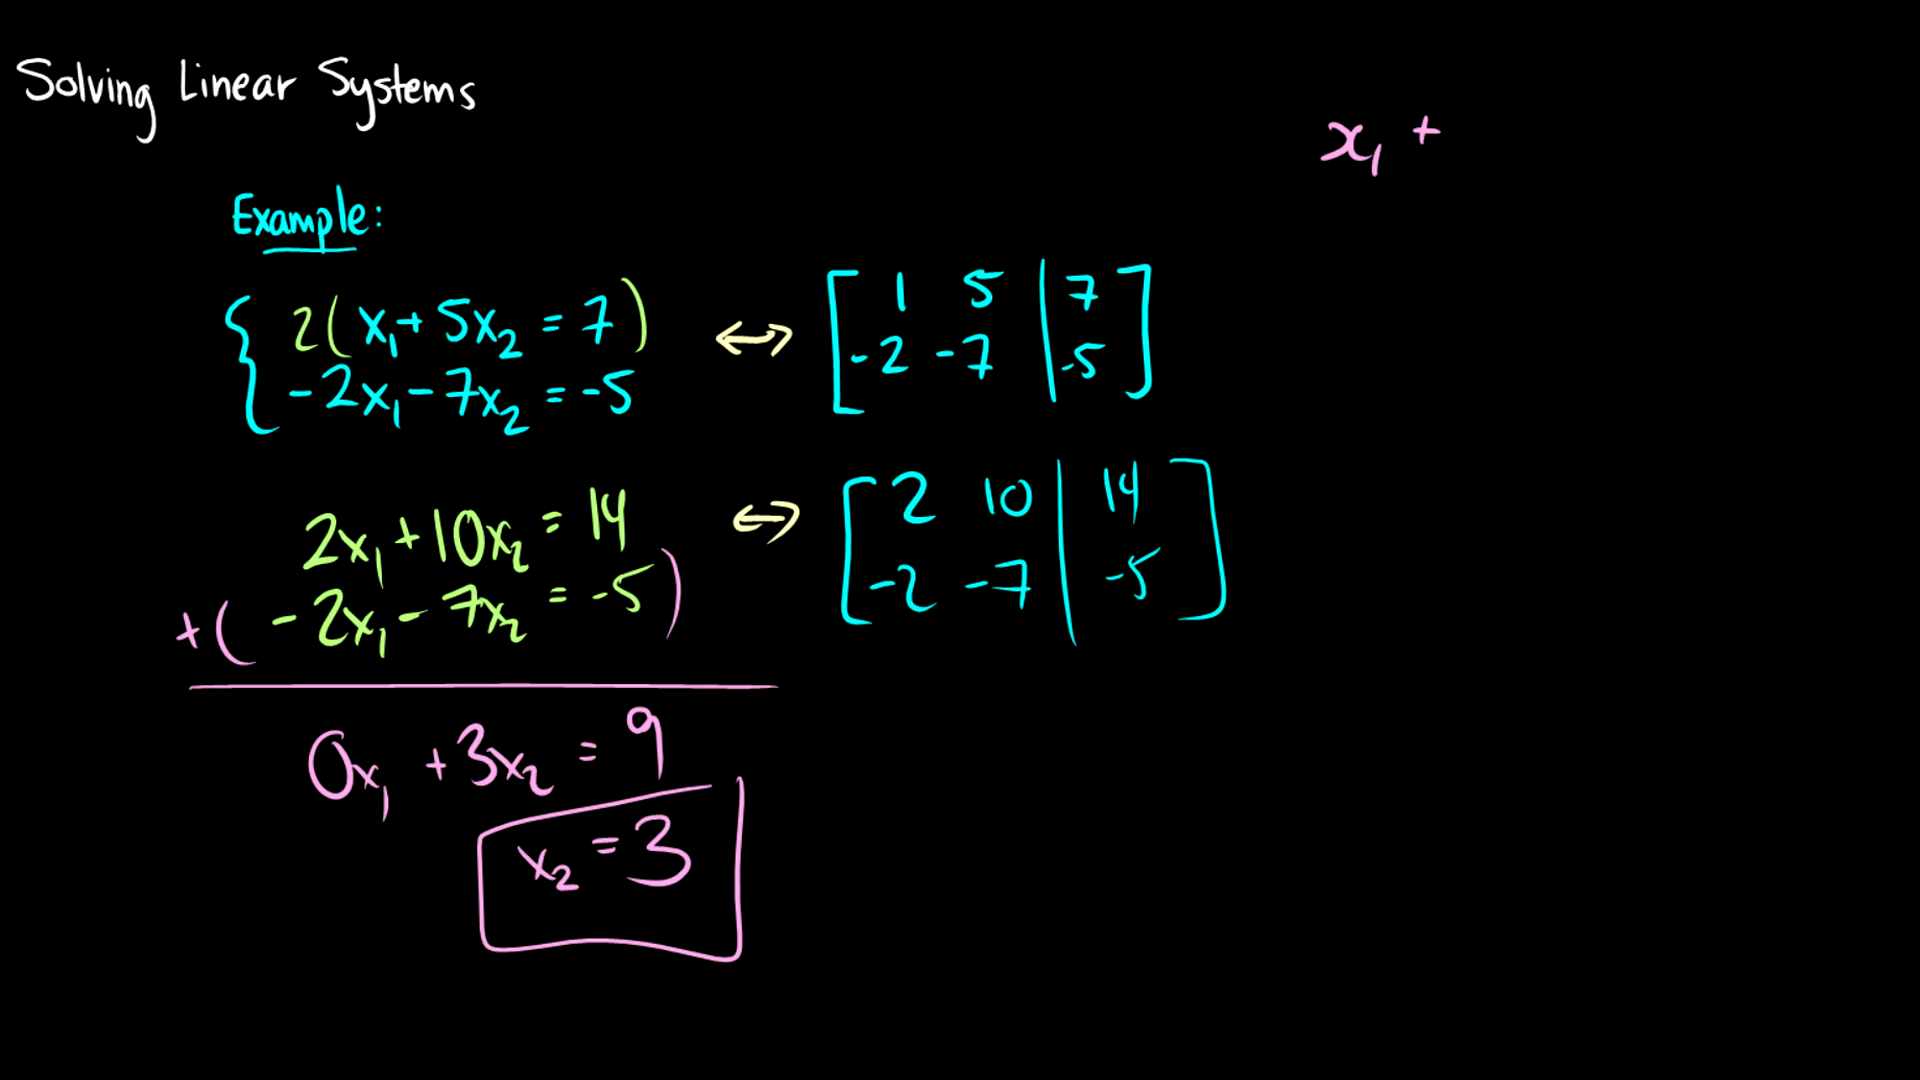 Solving Linear Systems
x₁ +
Example:
2(x₁ + 5x₂ = 7) ↔ [ 1 5 | 7 ]
-2x₁ - 7x₂ = -5 [ -2 -7 | -5 ]
2x₁ + 10x₂ = 14 ↔ [ 2 10 | 14 ]
+( -2x₁ - 7x₂ = -5 ) [ -2 -7 | -5 ]
0x₁ + 3x₂ = 9
x₂ = 3